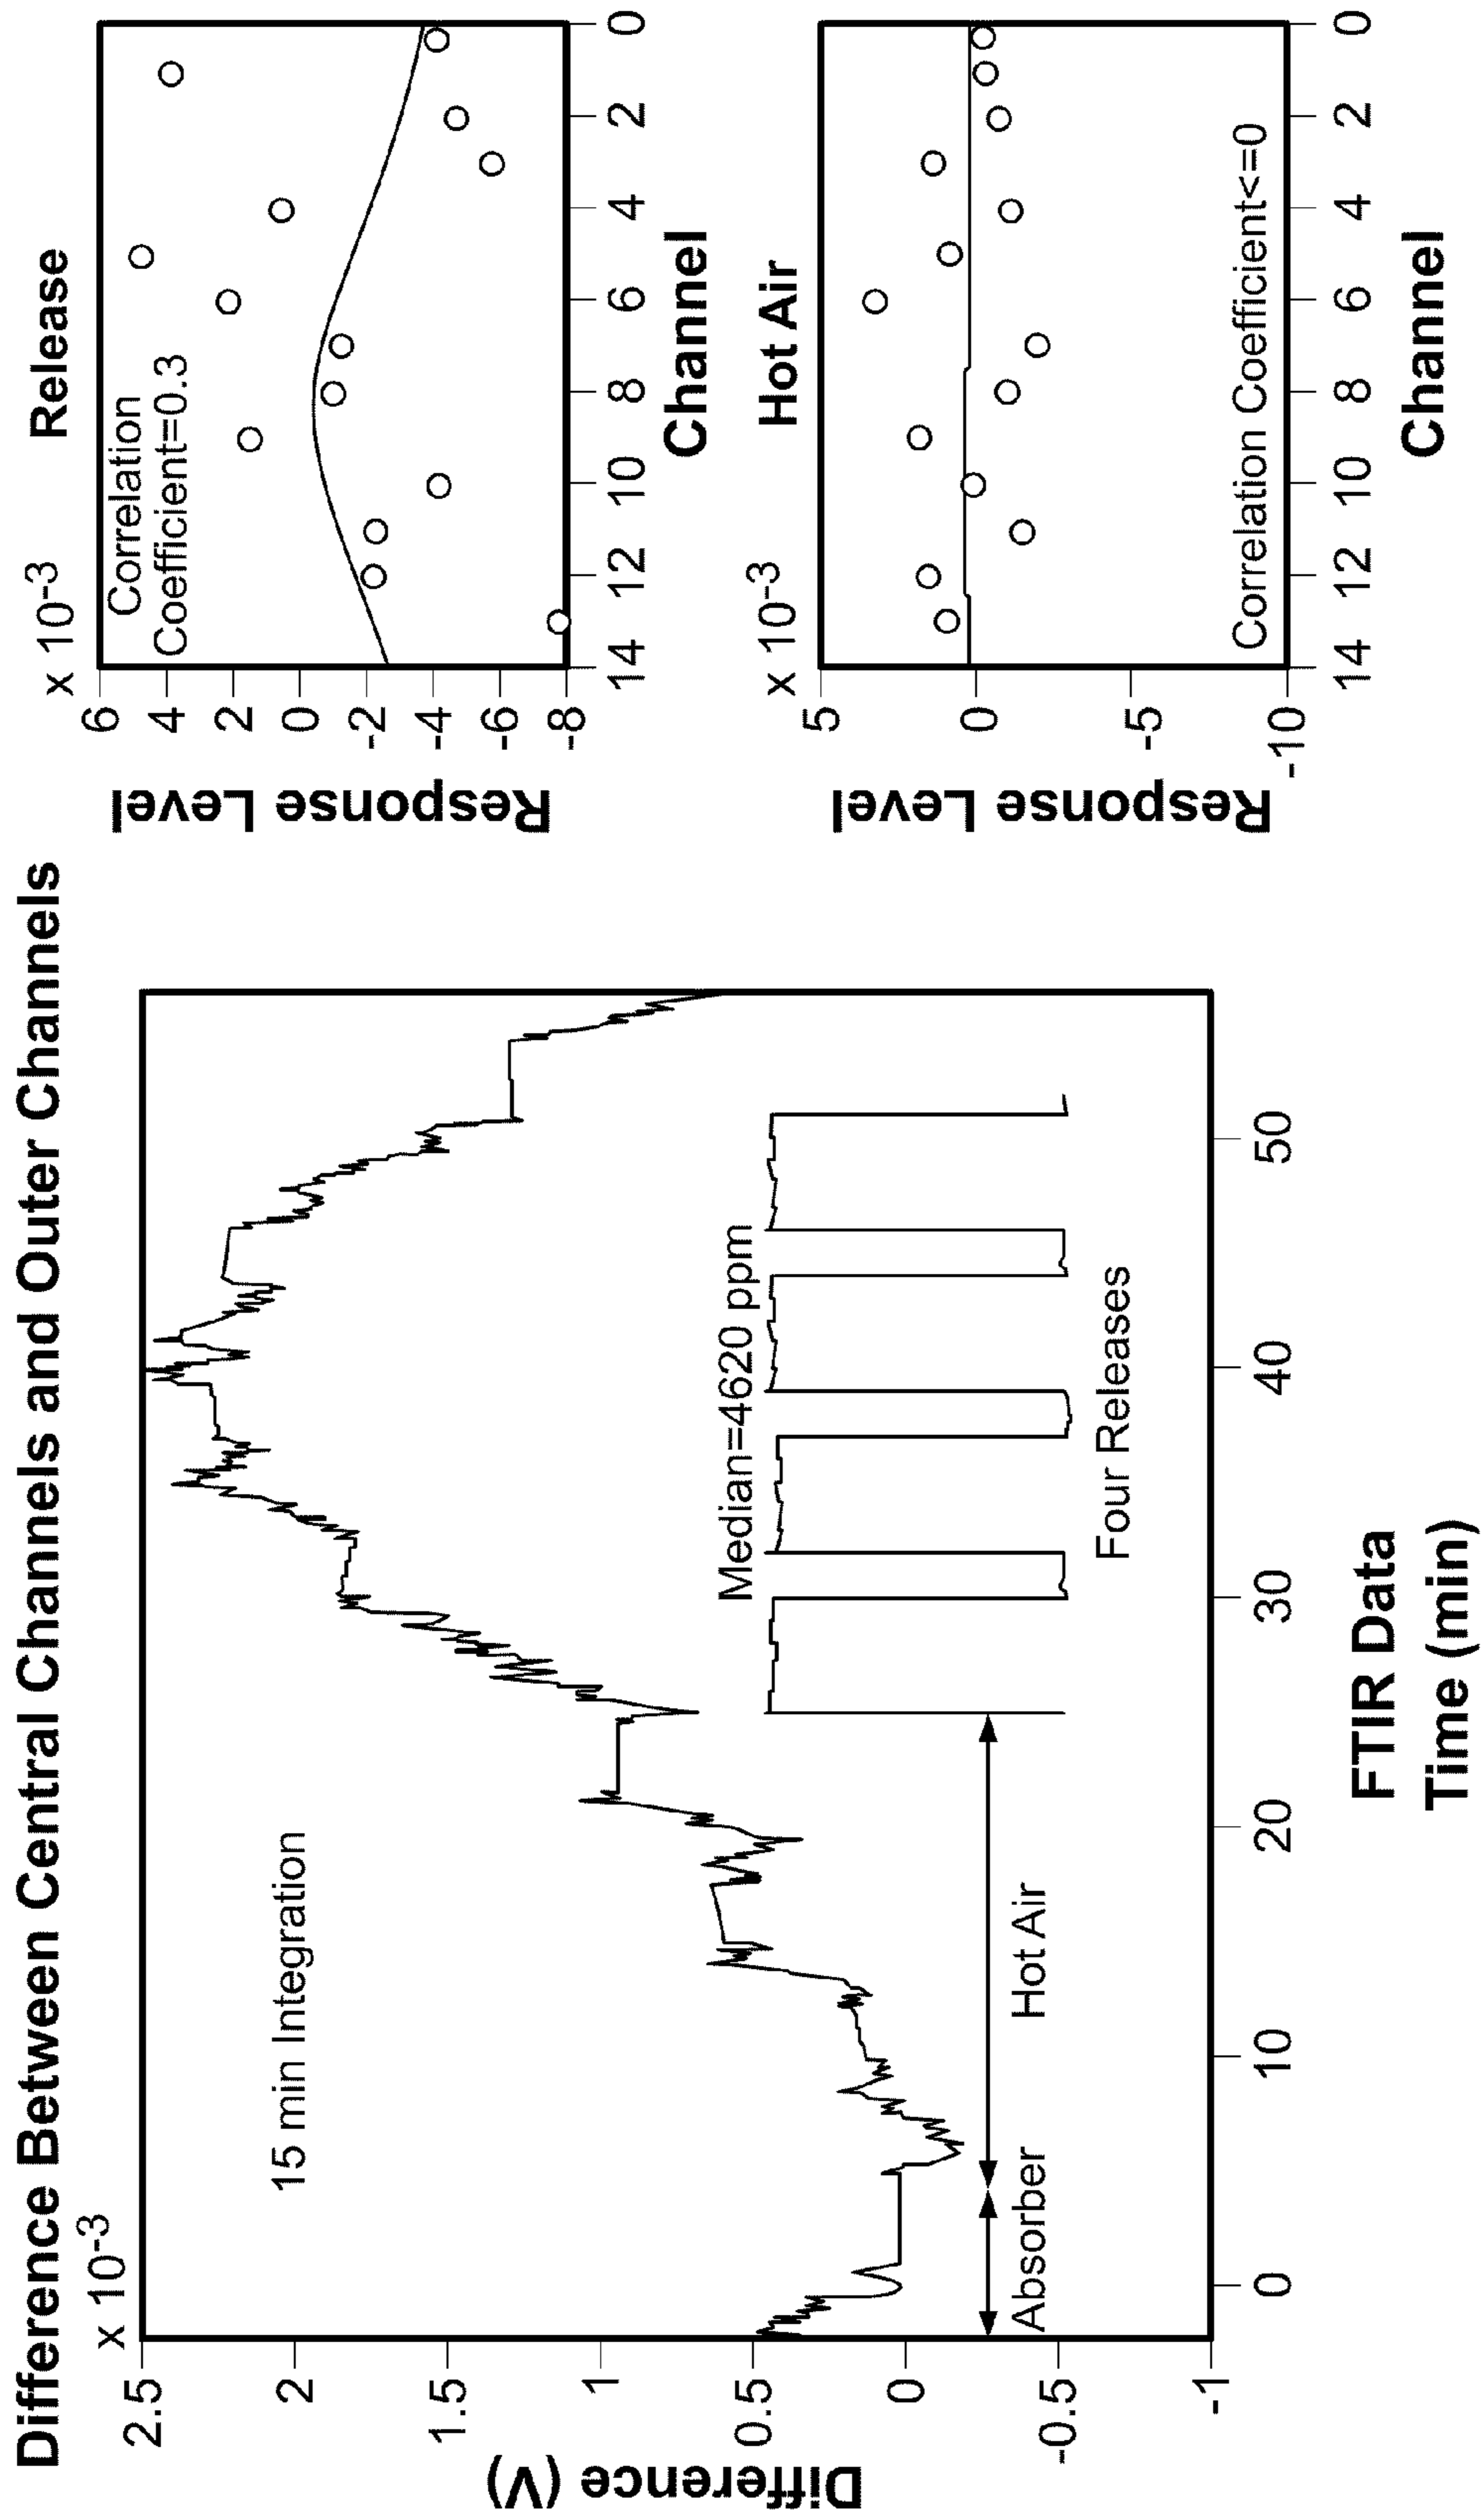 Difference Between Central Channels and Outer Channels
x 10-3
2.5
2
1.5
1
0.5
0
-0.5
-1
Difference (V)
15 min Integration
Median=4620 ppm
Absorber
Hot Air
Four Releases
0
10
20
30
40
50
FTIR Data
Time (min)
Release
x 10-3
6
4
2
0
-2
-4
-6
-8
Response Level
Correlation
Coefficient=0.3
14
12
10
8
6
4
2
0
Channel
Hot Air
x 10-3
5
0
-5
-10
Response Level
Correlation Coefficient<=0
14
12
10
8
6
4
2
0
Channel